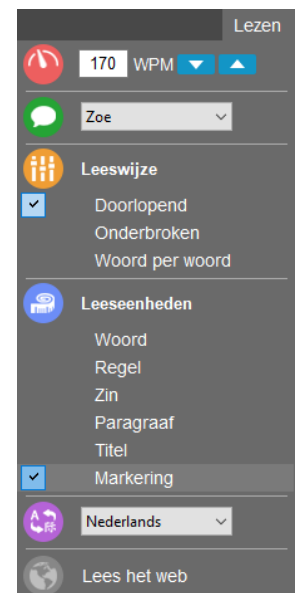 Lezen
170 WPM
Zoe
Leeswijze
Doorlopend
Onderbroken
Woord per woord
Leeseenheden
Woord
Regel
Zin
Paragraaf
Titel
Markering
Nederlands
Lees het web